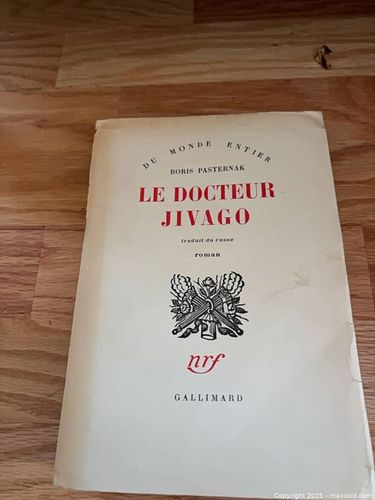 DU MONDE ENTIER
BORIS PASTERNAK
LE DOCTEUR
JIVAGO
traduit du russe
roman
nrf
GALLIMARD
Copyright © 2025 - maxsold.com